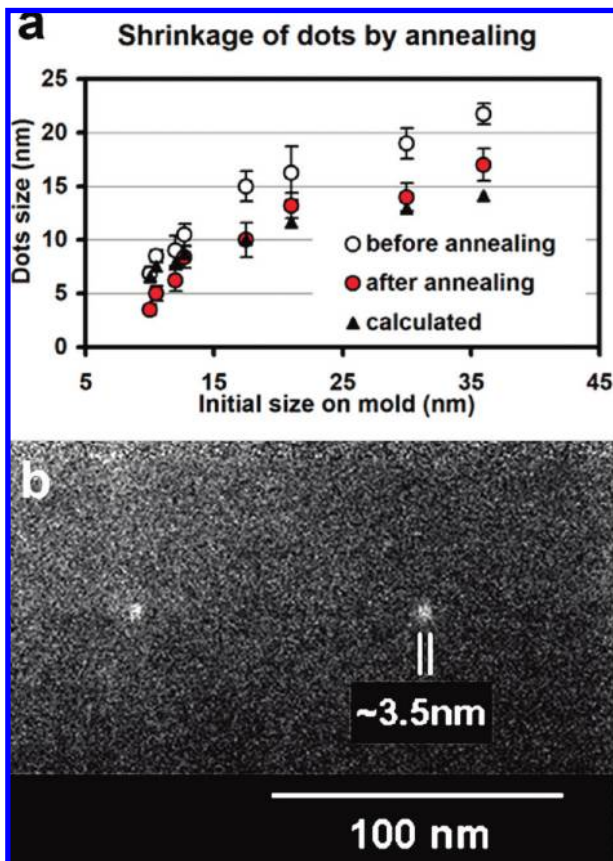 a
Shrinkage of dots by annealing
25
20
15
10
5
0
Dots size (nm)
before annealing
after annealing
calculated
5 15 25 35 45
Initial size on mold (nm)
b
~3.5nm
100 nm